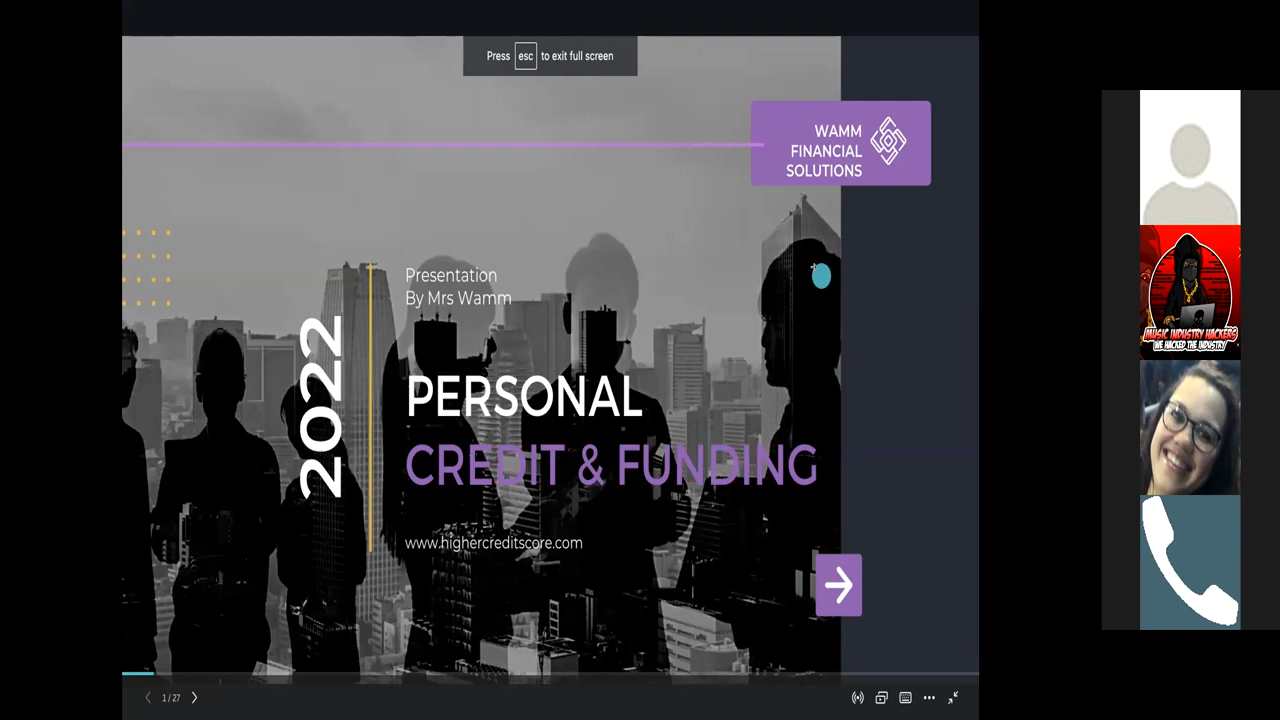 Press esc to exit full screen
WAMM
FINANCIAL
SOLUTIONS
Presentation
By Mrs Wamm
2022
PERSONAL
CREDIT & FUNDING
www.highercreditscore.com
1 / 27
MUSIC INDUSTRY HACKERS
WE HACKED THE INDUSTRY